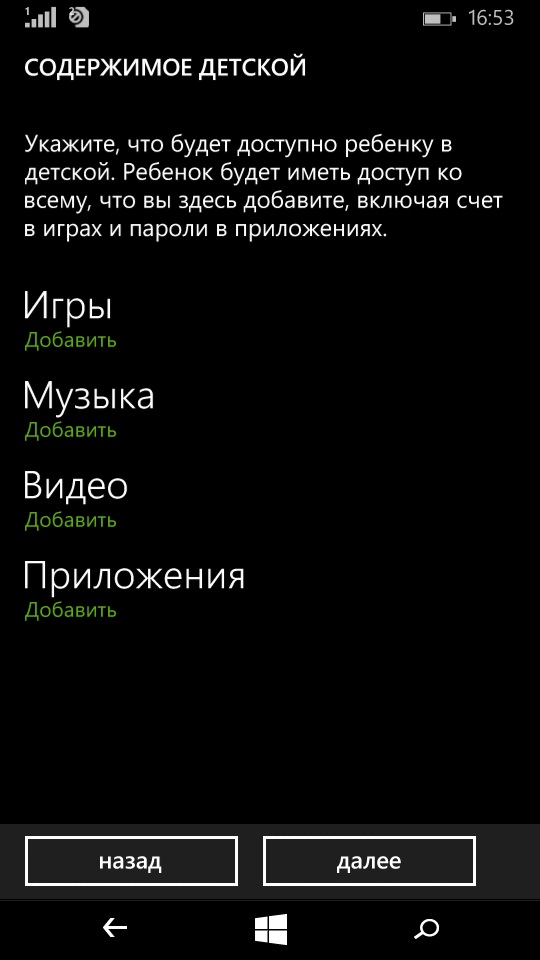 1
16:53
СОДЕРЖИМОЕ ДЕТСКОЙ
Укажите, что будет доступно ребенку в
детской. Ребенок будет иметь доступ ко
всему, что вы здесь добавите, включая счет
в играх и пароли в приложениях.
Игры
Добавить
Музыка
Добавить
Видео
Добавить
Приложения
Добавить
назад
далее